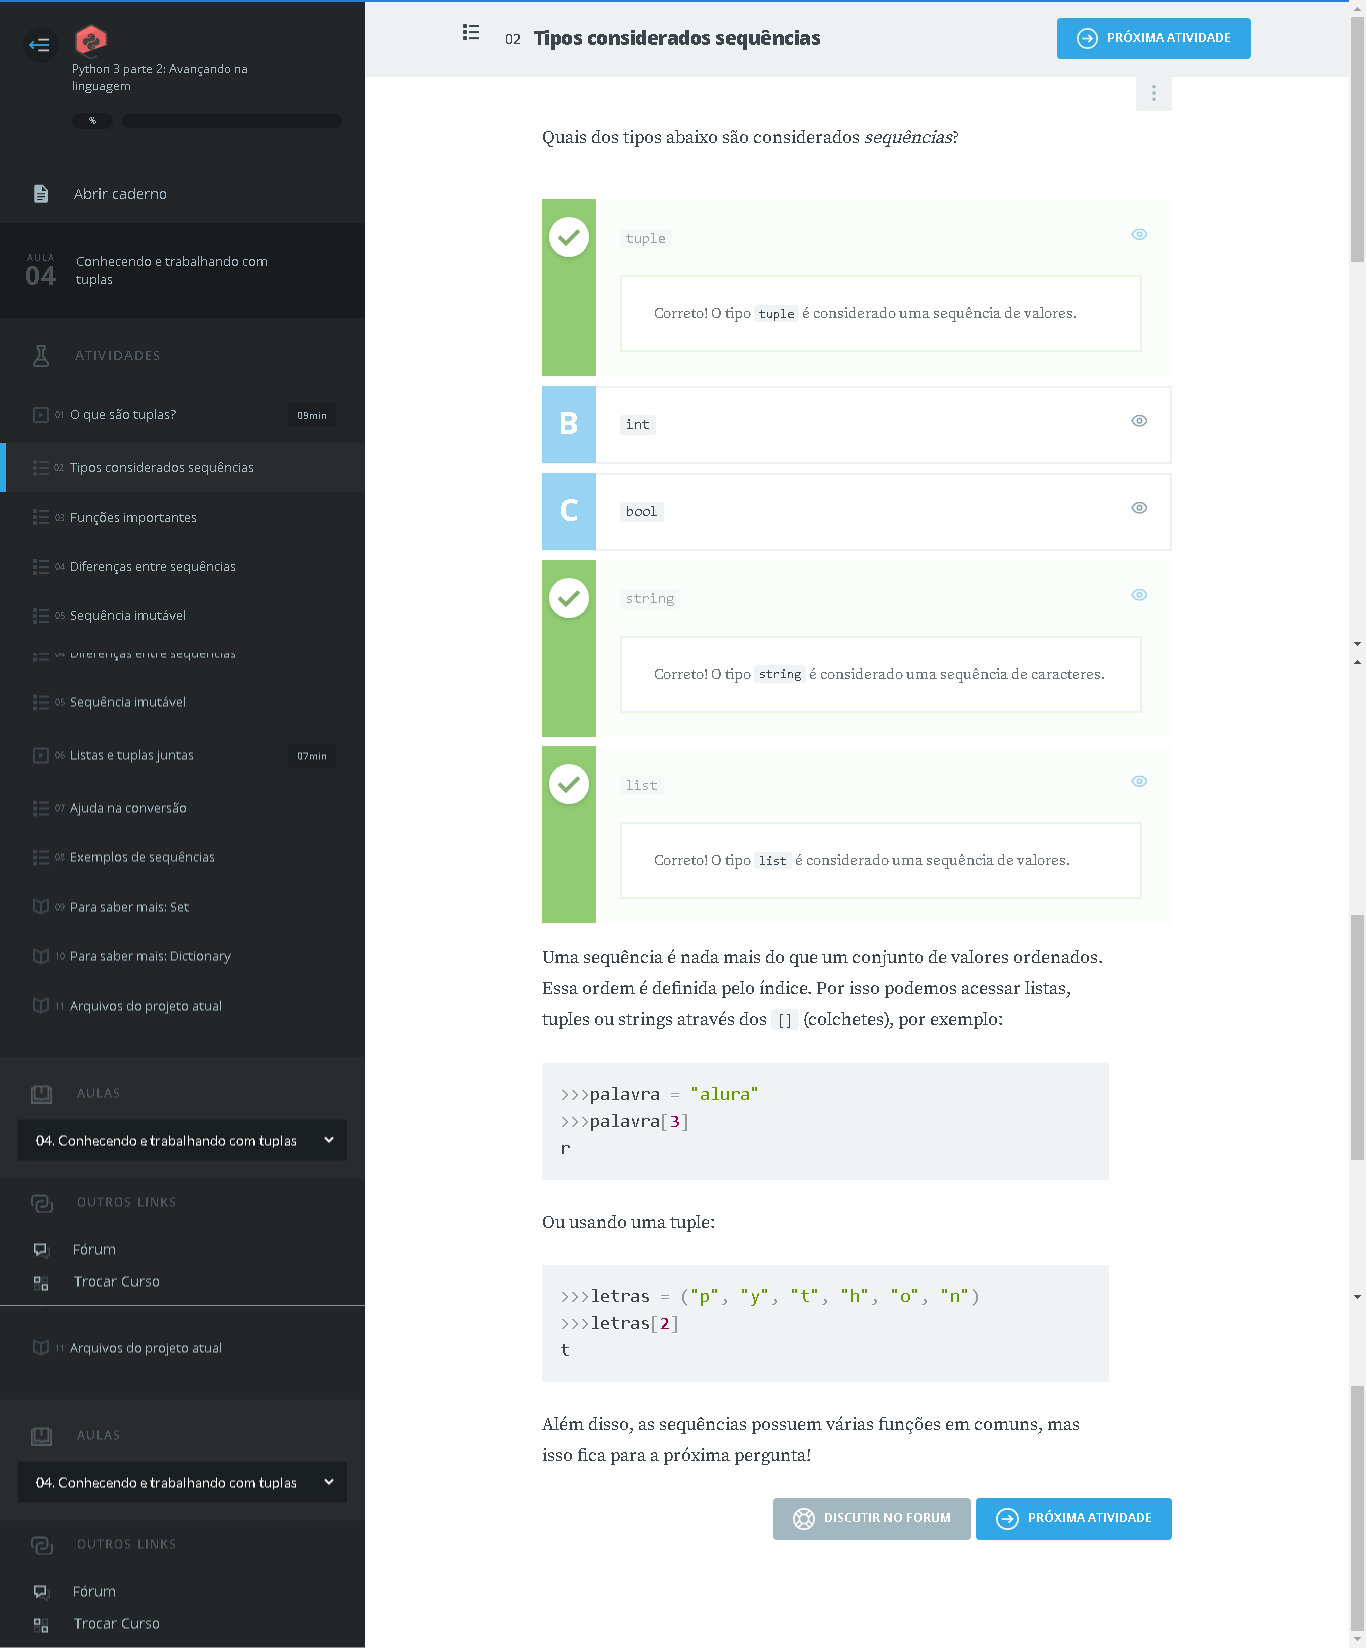 Python 3 parte 2: Avançando na
linguagem
%
Abrir caderno
AULA
04
Conhecendo e trabalhando com
tuplas
ATIVIDADES
01 O que são tuplas? 09min
02 Tipos considerados sequências
03 Funções importantes
04 Diferenças entre sequências
05 Sequência imutável
04 Diferenças entre sequências
05 Sequência imutável
06 Listas e tuplas juntas 07min
07 Ajuda na conversão
08 Exemplos de sequências
09 Para saber mais: Set
10 Para saber mais: Dictionary
11 Arquivos do projeto atual
AULAS
04. Conhecendo e trabalhando com tuplas
OUTROS LINKS
Fórum
Trocar Curso
11 Arquivos do projeto atual
AULAS
04. Conhecendo e trabalhando com tuplas
OUTROS LINKS
Fórum
Trocar Curso
02 Tipos considerados sequências
PRÓXIMA ATIVIDADE
Quais dos tipos abaixo são considerados sequências?
tuple
Correto! O tipo tuple é considerado uma sequência de valores.
B int
C bool
string
Correto! O tipo string é considerado uma sequência de caracteres.
list
Correto! O tipo list é considerado uma sequência de valores.
Uma sequência é nada mais do que um conjunto de valores ordenados.
Essa ordem é definida pelo índice. Por isso podemos acessar listas,
tuples ou strings através dos [] (colchetes), por exemplo:
>>>palavra = "alura"
>>>palavra[3]
r
Ou usando uma tuple:
>>>letras = ("p", "y", "t", "h", "o", "n")
>>>letras[2]
t
Além disso, as sequências possuem várias funções em comuns, mas
isso fica para a próxima pergunta!
DISCUTIR NO FORUM
PRÓXIMA ATIVIDADE